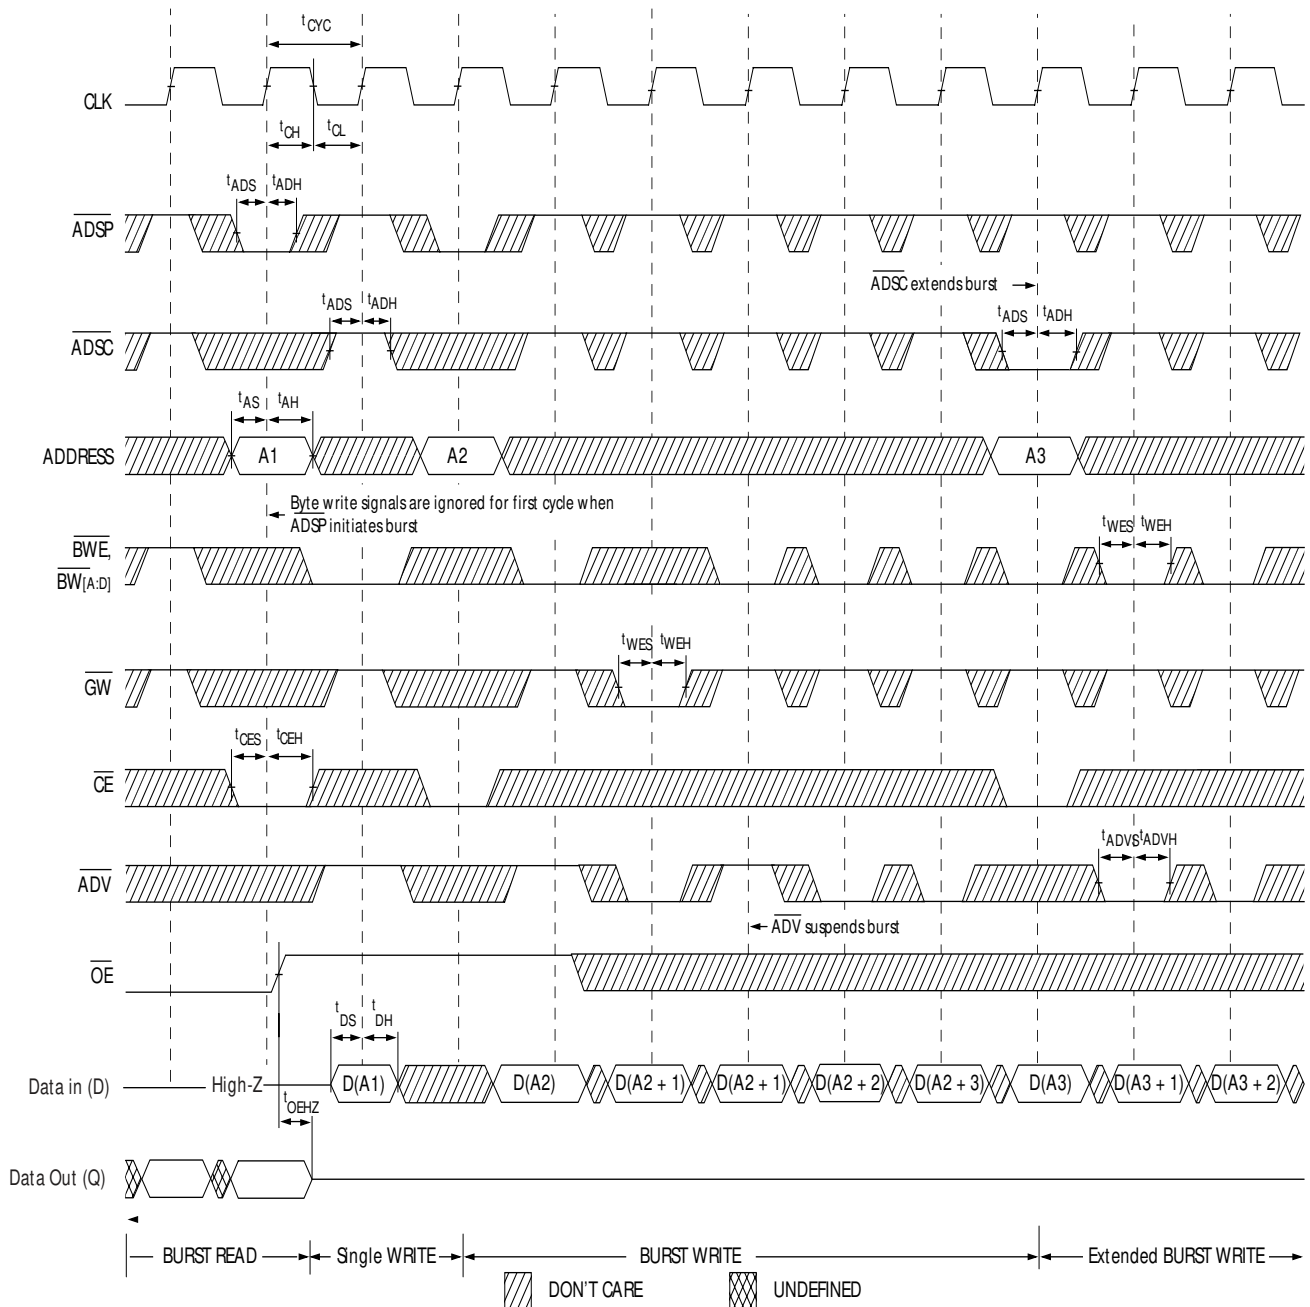 tCYC
CLK
tCH tCL
tADS tADH
ADSP
ADSC extends burst
tADS tADH
tADS tADH
ADSC
tAS tAH
ADDRESS A1 A2 A3
Byte write signals are ignored for first cycle when
ADSP initiates burst
tWES tWEH
BWE,
BW[A:D]
tWES tWEH
GW
tCES tCEH
CE
tADVS tADVH
ADV
ADV suspends burst
OE
tDS tDH
Data in (D) High-Z D(A1) D(A2) D(A2 + 1) D(A2 + 1) D(A2 + 2) D(A2 + 3) D(A3) D(A3 + 1) D(A3 + 2)
tOEHZ
Data Out (Q)
BURST READ Single WRITE BURST WRITE Extended BURST WRITE
DON'T CARE UNDEFINED